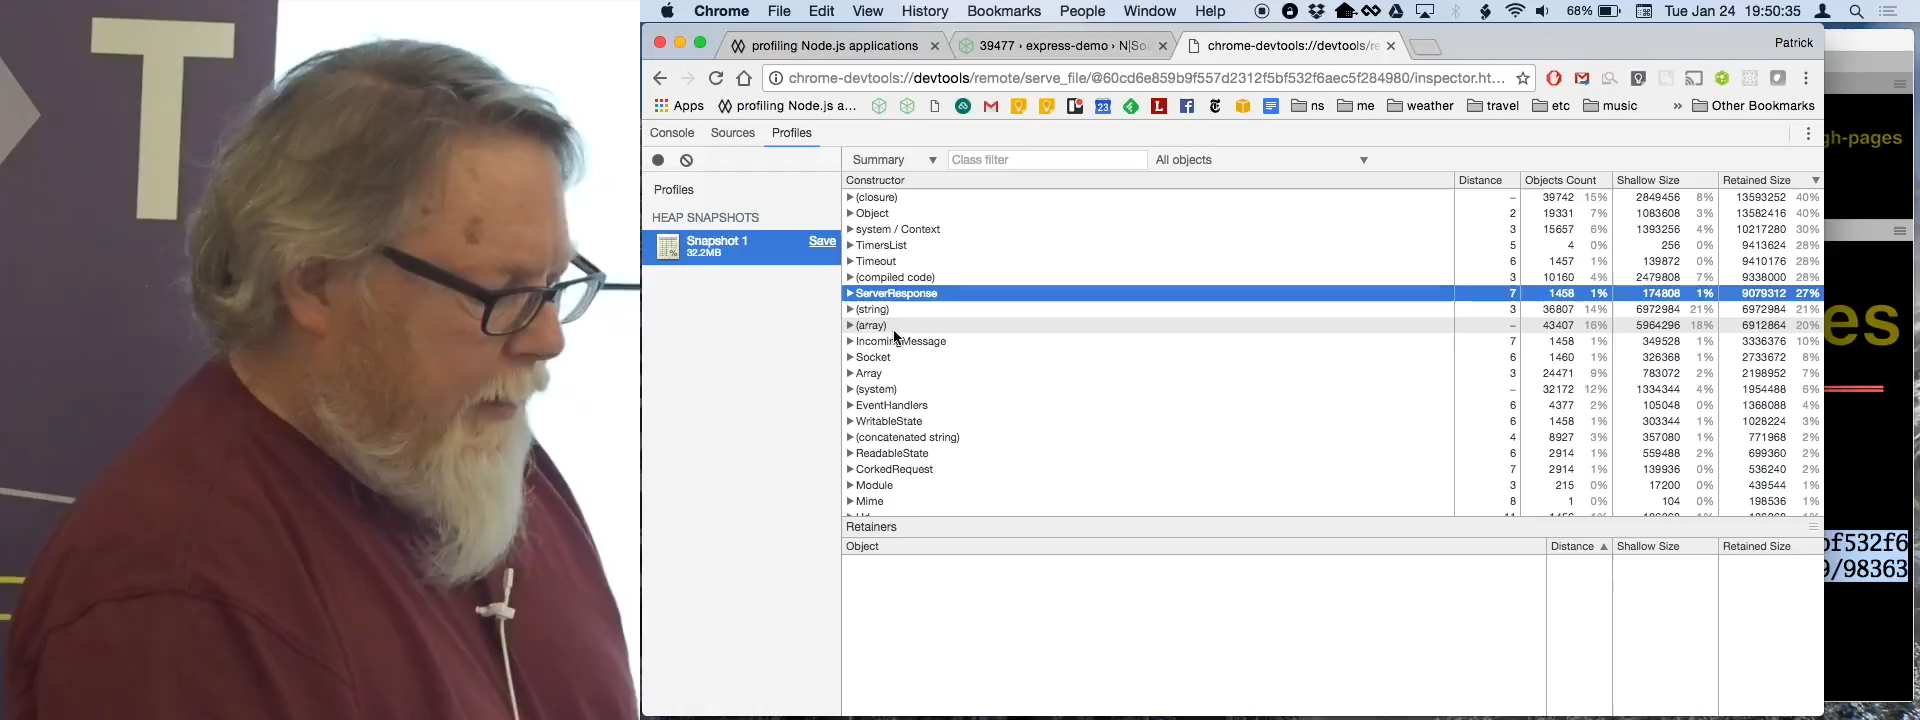 T
Chrome File Edit View History Bookmarks People Window Help 68% Tue Jan 24 19:50:35
profiling Node.js applications
39477 › express-demo › N|So
chrome-devtools://devtools/re
Patrick
chrome-devtools://devtools/remote/serve_file/@60cd6e859b9f557d2312f5bf532f6aec5f284980/inspector.ht...
Apps profiling Node.js a... 23 L ns me weather travel etc music » Other Bookmarks
Console Sources Profiles
Summary Class filter All objects
Profiles
HEAP SNAPSHOTS
Snapshot 1 Save
32.2MB
Constructor Distance Objects Count Shallow Size Retained Size
(closure) – 39742 15% 2849456 8% 13593252 40%
Object 2 19331 7% 1083608 3% 13582416 40%
system / Context 3 15657 6% 1393256 4% 10217280 30%
TimersList 5 4 0% 256 0% 9413624 28%
Timeout 6 1457 1% 139872 0% 9410176 28%
(compiled code) 3 10160 4% 2479808 7% 9338000 28%
ServerResponse 7 1458 1% 174808 1% 9079312 27%
(string) 3 36807 14% 6972984 21% 6972984 21%
(array) – 43407 16% 5964296 18% 6912864 20%
IncomingMessage 7 1458 1% 349528 1% 3336376 10%
Socket 6 1460 1% 326368 1% 2733672 8%
Array 3 24471 9% 783072 2% 2198952 7%
(system) – 32172 12% 1334344 4% 1954488 6%
EventHandlers 6 4377 2% 105048 0% 1368088 4%
WritableState 6 1458 1% 303344 1% 1028224 3%
(concatenated string) 4 8927 3% 357080 1% 771968 2%
ReadableState 6 2914 1% 559488 2% 699360 2%
CorkedRequest 7 2914 1% 139936 0% 536240 2%
Module 3 215 0% 17200 0% 439544 1%
Mime 8 1 0% 104 0% 198536 1%
Retainers
Object Distance Shallow Size Retained Size
gh-pages
es
bf532f6
9/98363